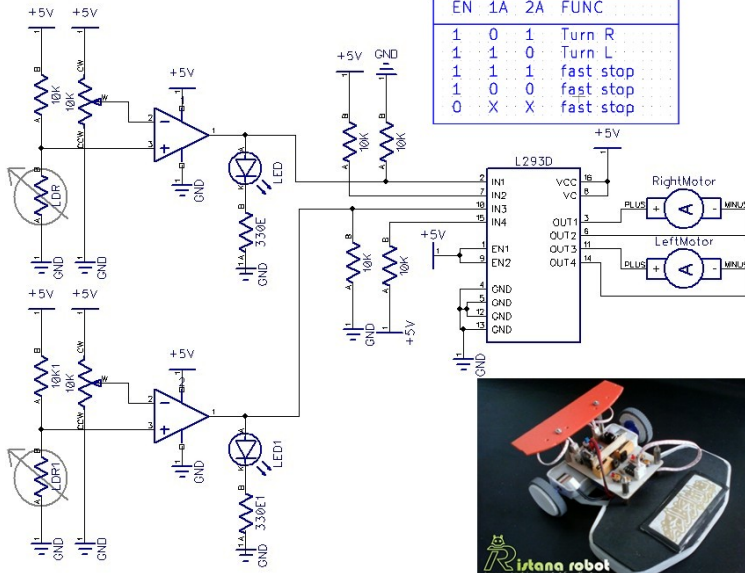 +5V
+5V
EN 1A 2A FUNC
1 0 1 Turn R
1 1 0 Turn L
1 1 1 fast stop
1 0 0 fast stop
0 X X fast stop
+5V
+5V
GND
10K
10K
CW
W
CCW
B
A
2
3
1
LDR
GND
GND
GND
LED
330E
GND
10K
10K
10K
10K
GND
+5V
+5V
L293D
2 IN1
7 IN2
10 IN3
15 IN4
1 EN1
9 EN2
4 GND
5 GND
12 GND
13 GND
VCC 16
VC 8
OUT1 3
OUT2 6
OUT3 11
OUT4 14
+5V
GND
RightMotor
PLUS + A - MINUS
LeftMotor
PLUS + A - MINUS
+5V
+5V
+5V
10K1
10K
CW
W
CCW
B
A
2
3
1
LDR1
GND
GND
GND
LED1
330E1
GND
Ristana robot